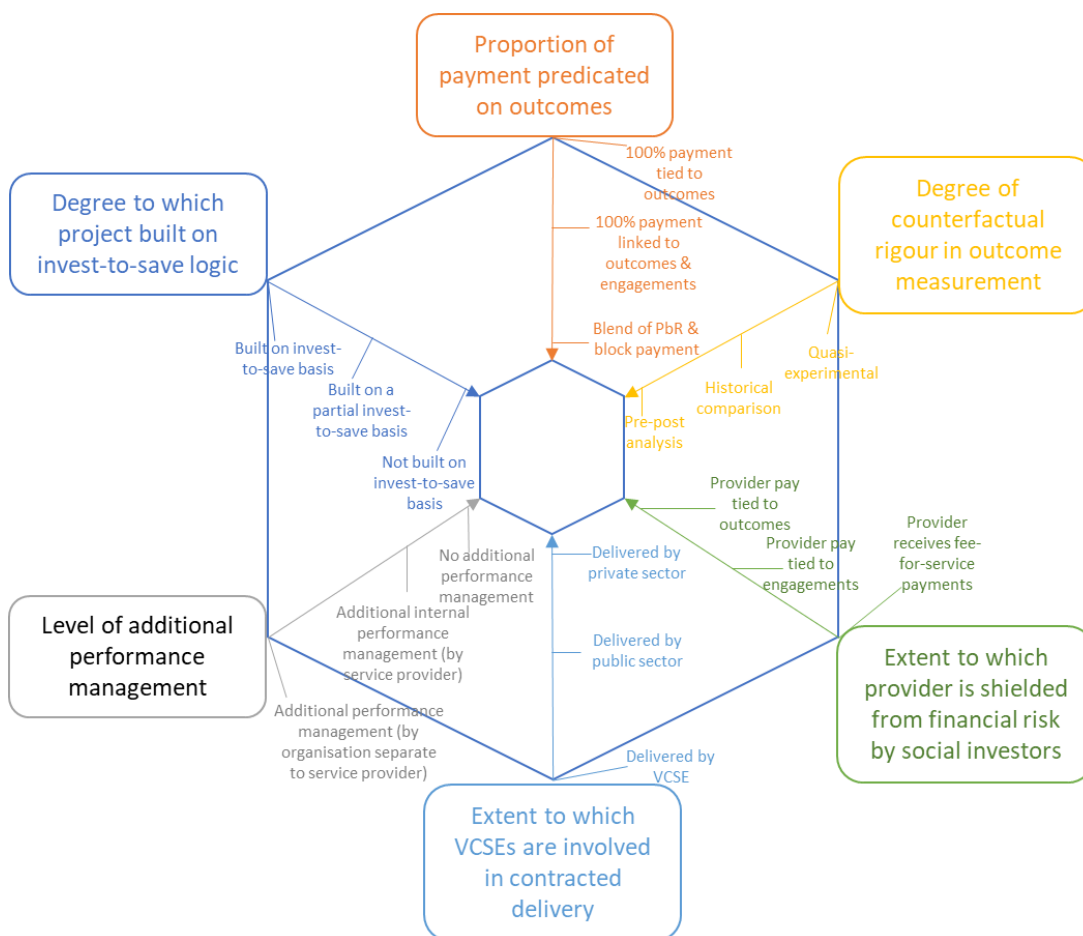 Proportion of
payment predicated
on outcomes
100% payment
tied to
outcomes
100% payment
linked to
outcomes &
engagements
Blend of PbR &
block payment
Degree to which
project built on
invest-to-save logic
Built on invest-
to-save basis
Built on a
partial invest-
to-save basis
Not built on
invest-to-save
basis
Degree of
counterfactual
rigour in outcome
measurement
Quasi-
experimental
Historical
comparison
Pre-post
analysis
Provider pay
tied to
outcomes
Provider pay
tied to
engagements
Provider
receives fee-
for-service
payments
Extent to which
provider is shielded
from financial risk
by social investors
No additional
performance
management
Additional internal
performance
management (by
service provider)
Additional performance
management (by
organisation separate
to service provider)
Level of additional
performance
management
Delivered by
private sector
Delivered by
public sector
Delivered by
VCSE
Extent to which
VCSEs are involved
in contracted
delivery